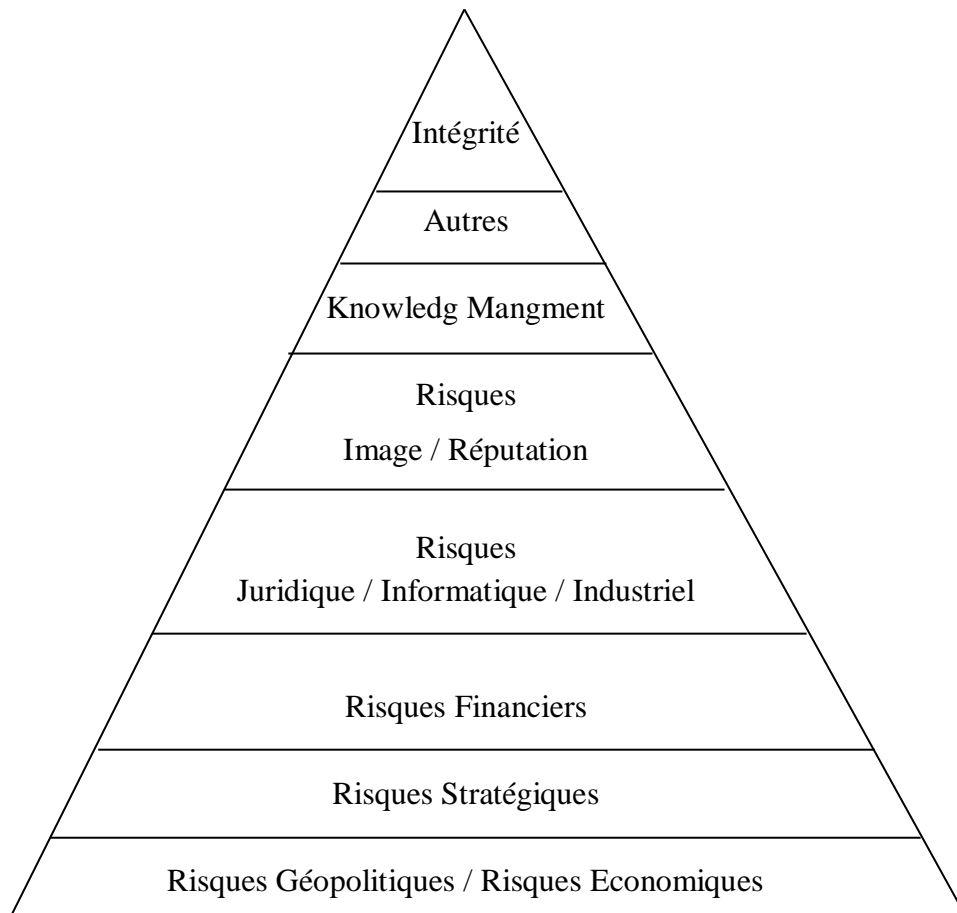 Intégrité
Autres
Knowledg Mangment
Risques
Image / Réputation
Risques
Juridique / Informatique / Industriel
Risques Financiers
Risques Stratégiques
Risques Géopolitiques / Risques Economiques